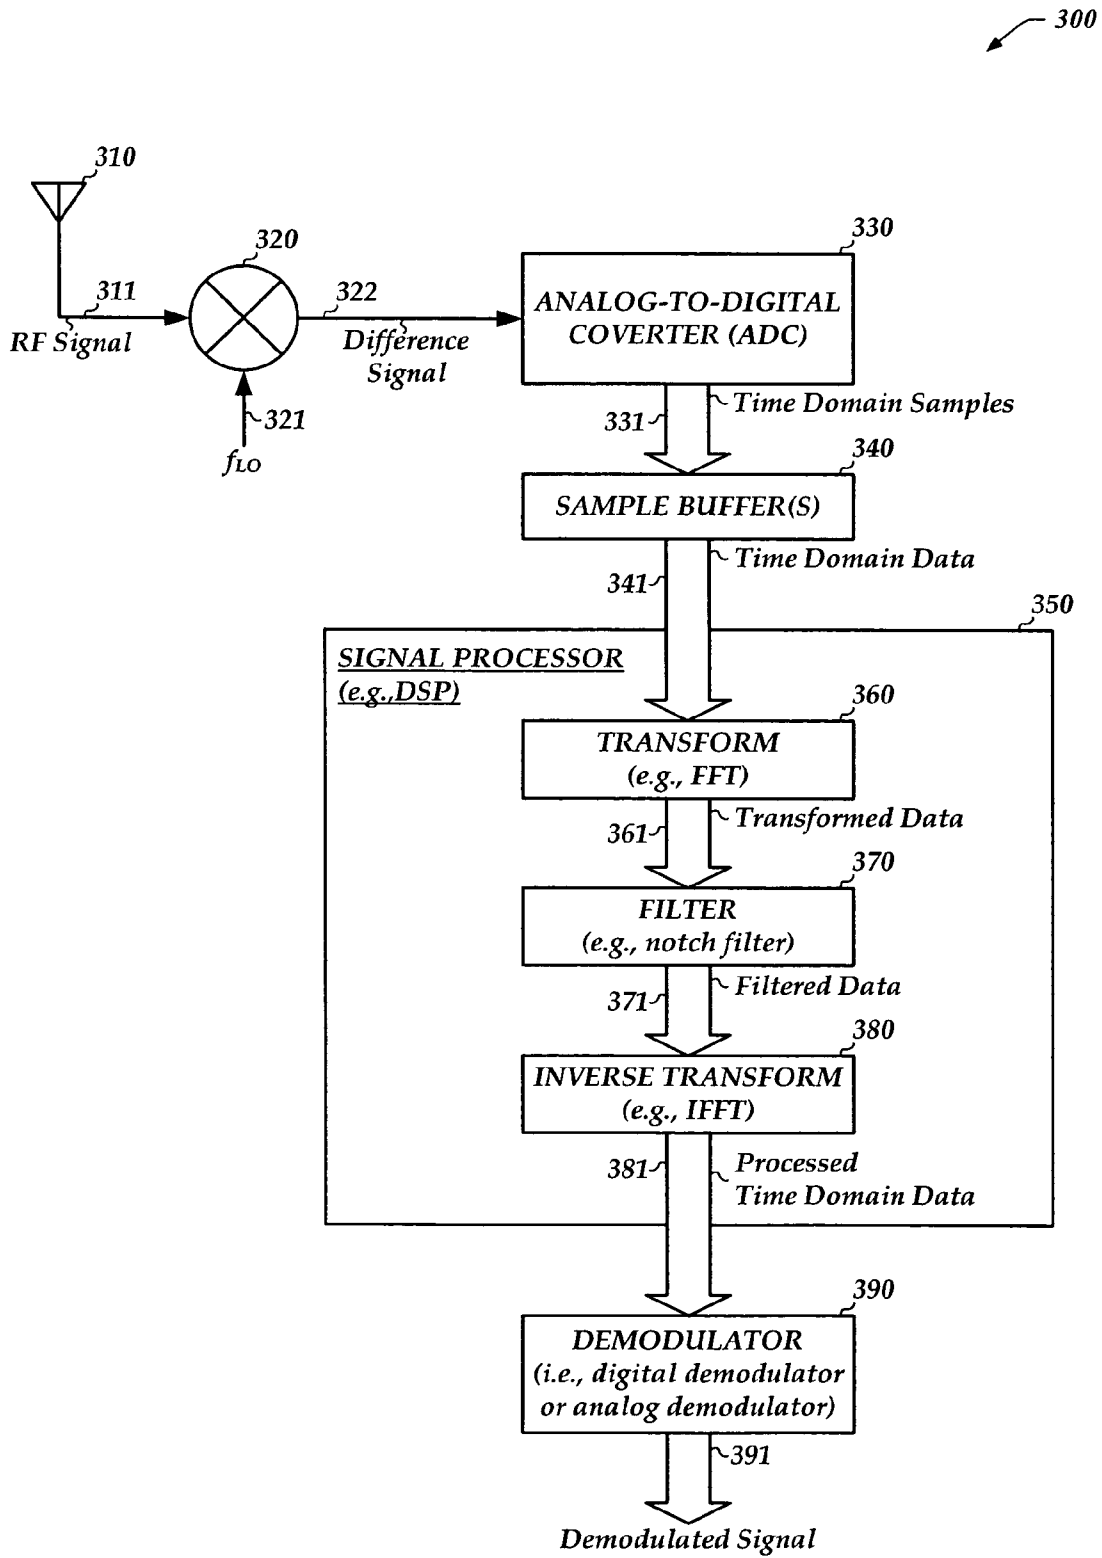 300
310
320
330
311
322
RF Signal
Difference
Signal
ANALOG-TO-DIGITAL
COVERTER (ADC)
321
fLO
331
Time Domain Samples
340
SAMPLE BUFFER(S)
341
Time Domain Data
350
SIGNAL PROCESSOR
(e.g.,DSP)
360
TRANSFORM
(e.g., FFT)
361
Transformed Data
370
FILTER
(e.g., notch filter)
371
Filtered Data
380
INVERSE TRANSFORM
(e.g., IFFT)
381
Processed
Time Domain Data
390
DEMODULATOR
(i.e., digital demodulator
or analog demodulator)
391
Demodulated Signal